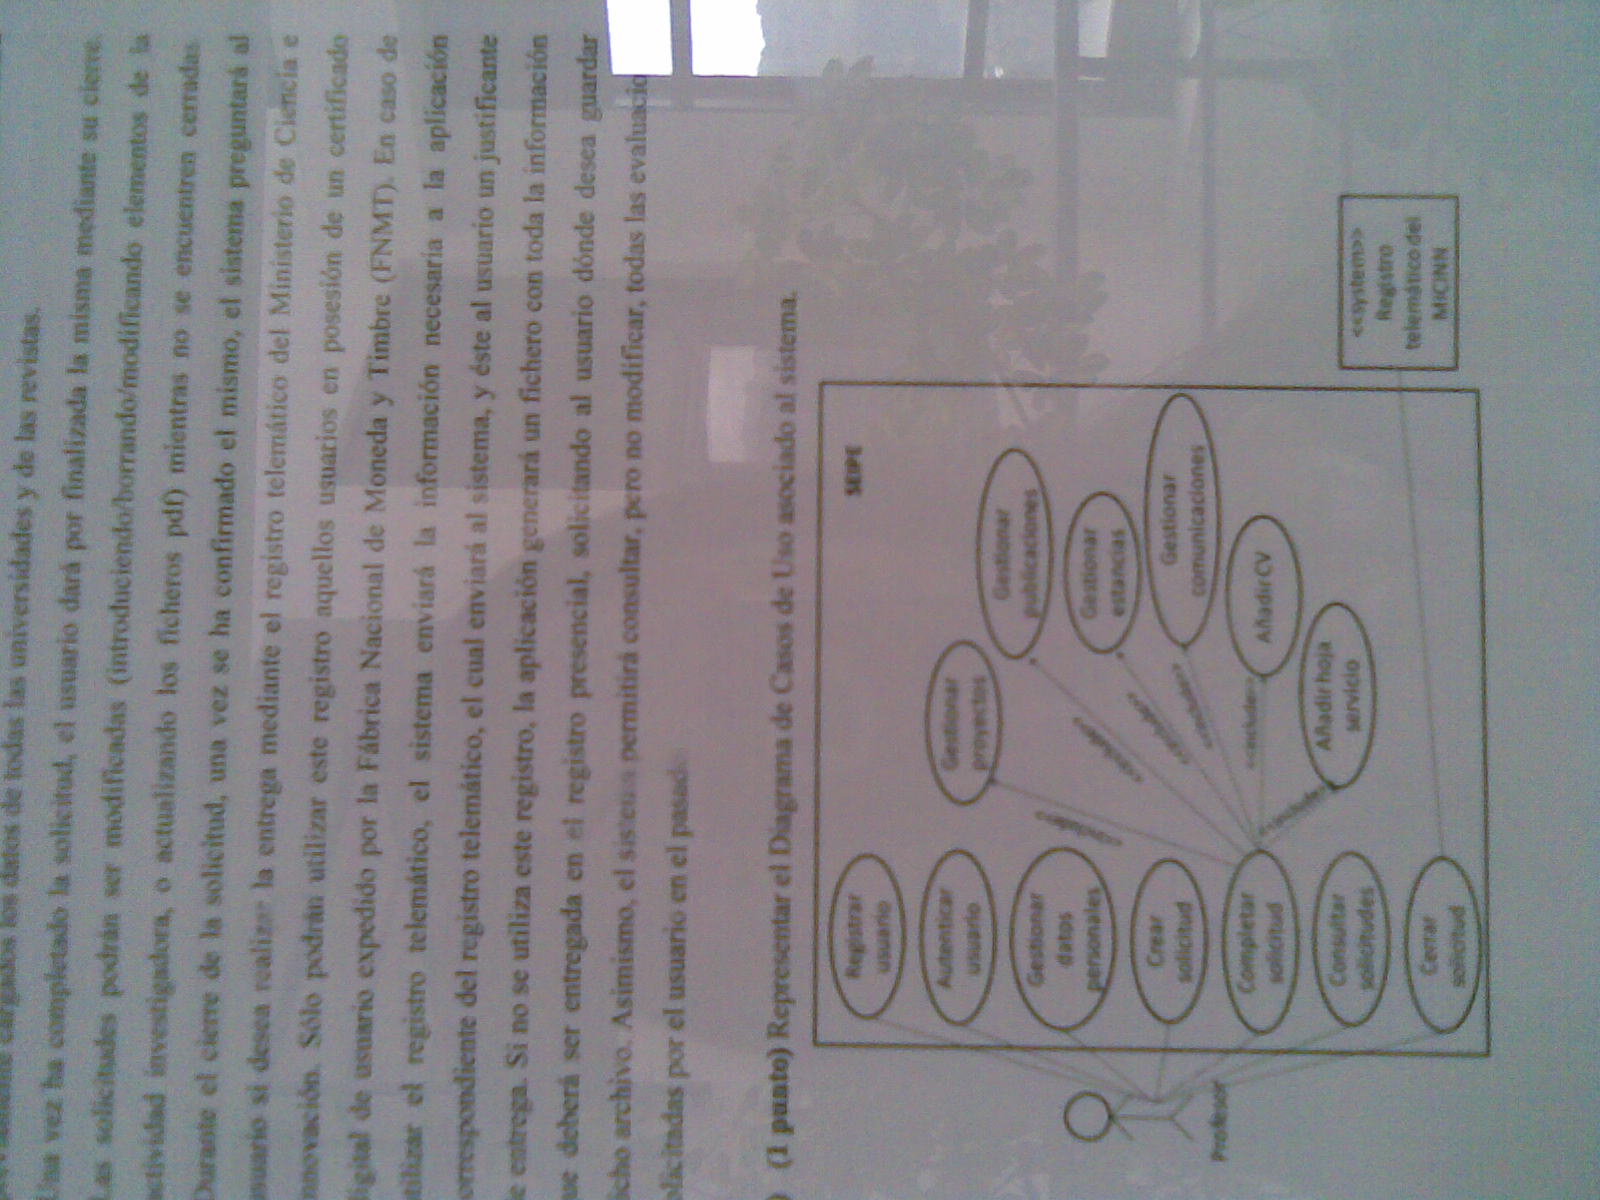 cargados los datos de todas las universidades y de las revistas.
Una vez ha completado la solicitud, el usuario dará por finalizada la misma mediante su cierre.
Las solicitudes podrán ser modificadas (introduciendo/borrando/modificando elementos de la
actividad investigadora, o actualizando los ficheros pdf) mientras no se encuentren cerradas.
Durante el cierre de la solicitud, una vez se ha confirmado el mismo, el sistema preguntará al
usuario si desea realizar la entrega mediante el registro telemático del Ministerio de Ciencia e
nnovación. Sólo podrán utilizar este registro aquellos usuarios en posesión de un certificado
digital de usuario expedido por la Fábrica Nacional de Moneda y Timbre (FNMT). En caso de
utilizar el registro telemático, el sistema enviará la información necesaria a la aplicación
orrespondiente del registro telemático, el cual enviará al sistema, y éste al usuario un justificante
e entrega. Si no se utiliza este registro, la aplicación generará un fichero con toda la información
ue deberá ser entregada en el registro presencial, solicitando al usuario dónde desea guardar
icho archivo. Asimismo, el sistema permitirá consultar, pero no modificar, todas las evaluacio
olicitadas por el usuario en el pasado
) (1 punto) Representar el Diagrama de Casos de Uso asociado al sistema.
SEIPE
Registrar
usuario
Autenticar
usuario
Gestionar
proyectos
Gestionar
publicaciones
Gestionar
datos
personales
Gestionar
estancias
Crear
solicitud
Gestionar
comunicaciones
Completar
solicitud
Añadir CV
<<include>>
<<include>>
<<include>>
<<include>>
<<include>>
<<include>>
Consultar
solicitudes
Añadir hoja
servicio
Cerrar
solicitud
Profesor
<<system>>
Registro
telemático del
MICINN